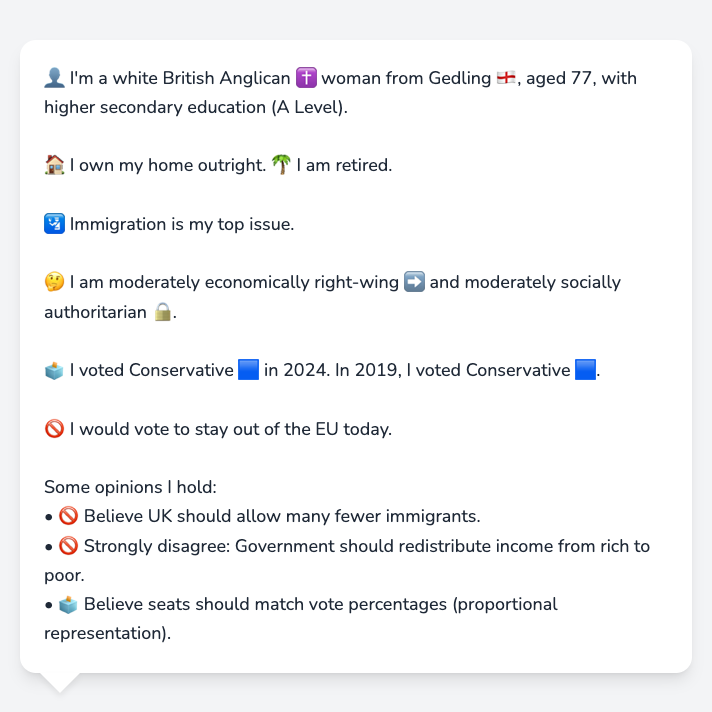 👤 I'm a white British Anglican ✝️ woman from Gedling 🏴󠁧󠁢󠁥󠁮󠁧󠁿, aged 77, with
higher secondary education (A Level).
🏠 I own my home outright. 🌴 I am retired.
🛂 Immigration is my top issue.
🤔 I am moderately economically right-wing ➡️ and moderately socially
authoritarian 🔒.
🗳️ I voted Conservative 🟦 in 2024. In 2019, I voted Conservative 🟦.
🚫 I would vote to stay out of the EU today.
Some opinions I hold:
• 🚫 Believe UK should allow many fewer immigrants.
• 🚫 Strongly disagree: Government should redistribute income from rich to
poor.
• 🗳️ Believe seats should match vote percentages (proportional
representation).